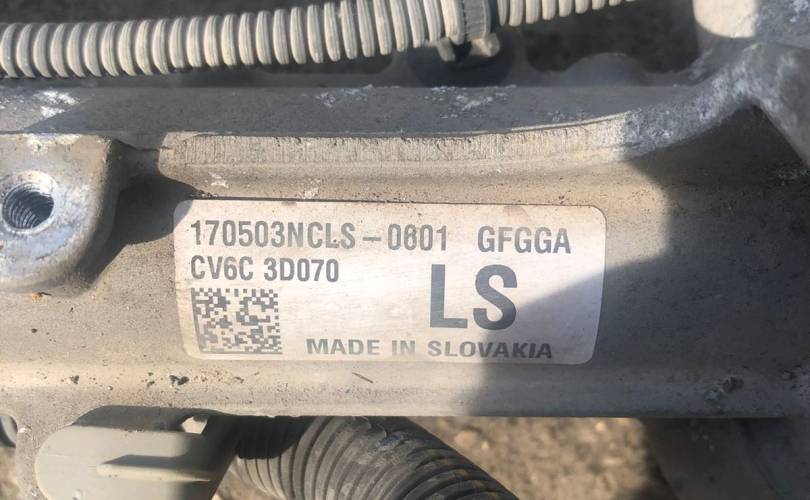 170503NCLS-0601 GFGGA
CV6C 3D070
LS
MADE IN SLOVAKIA